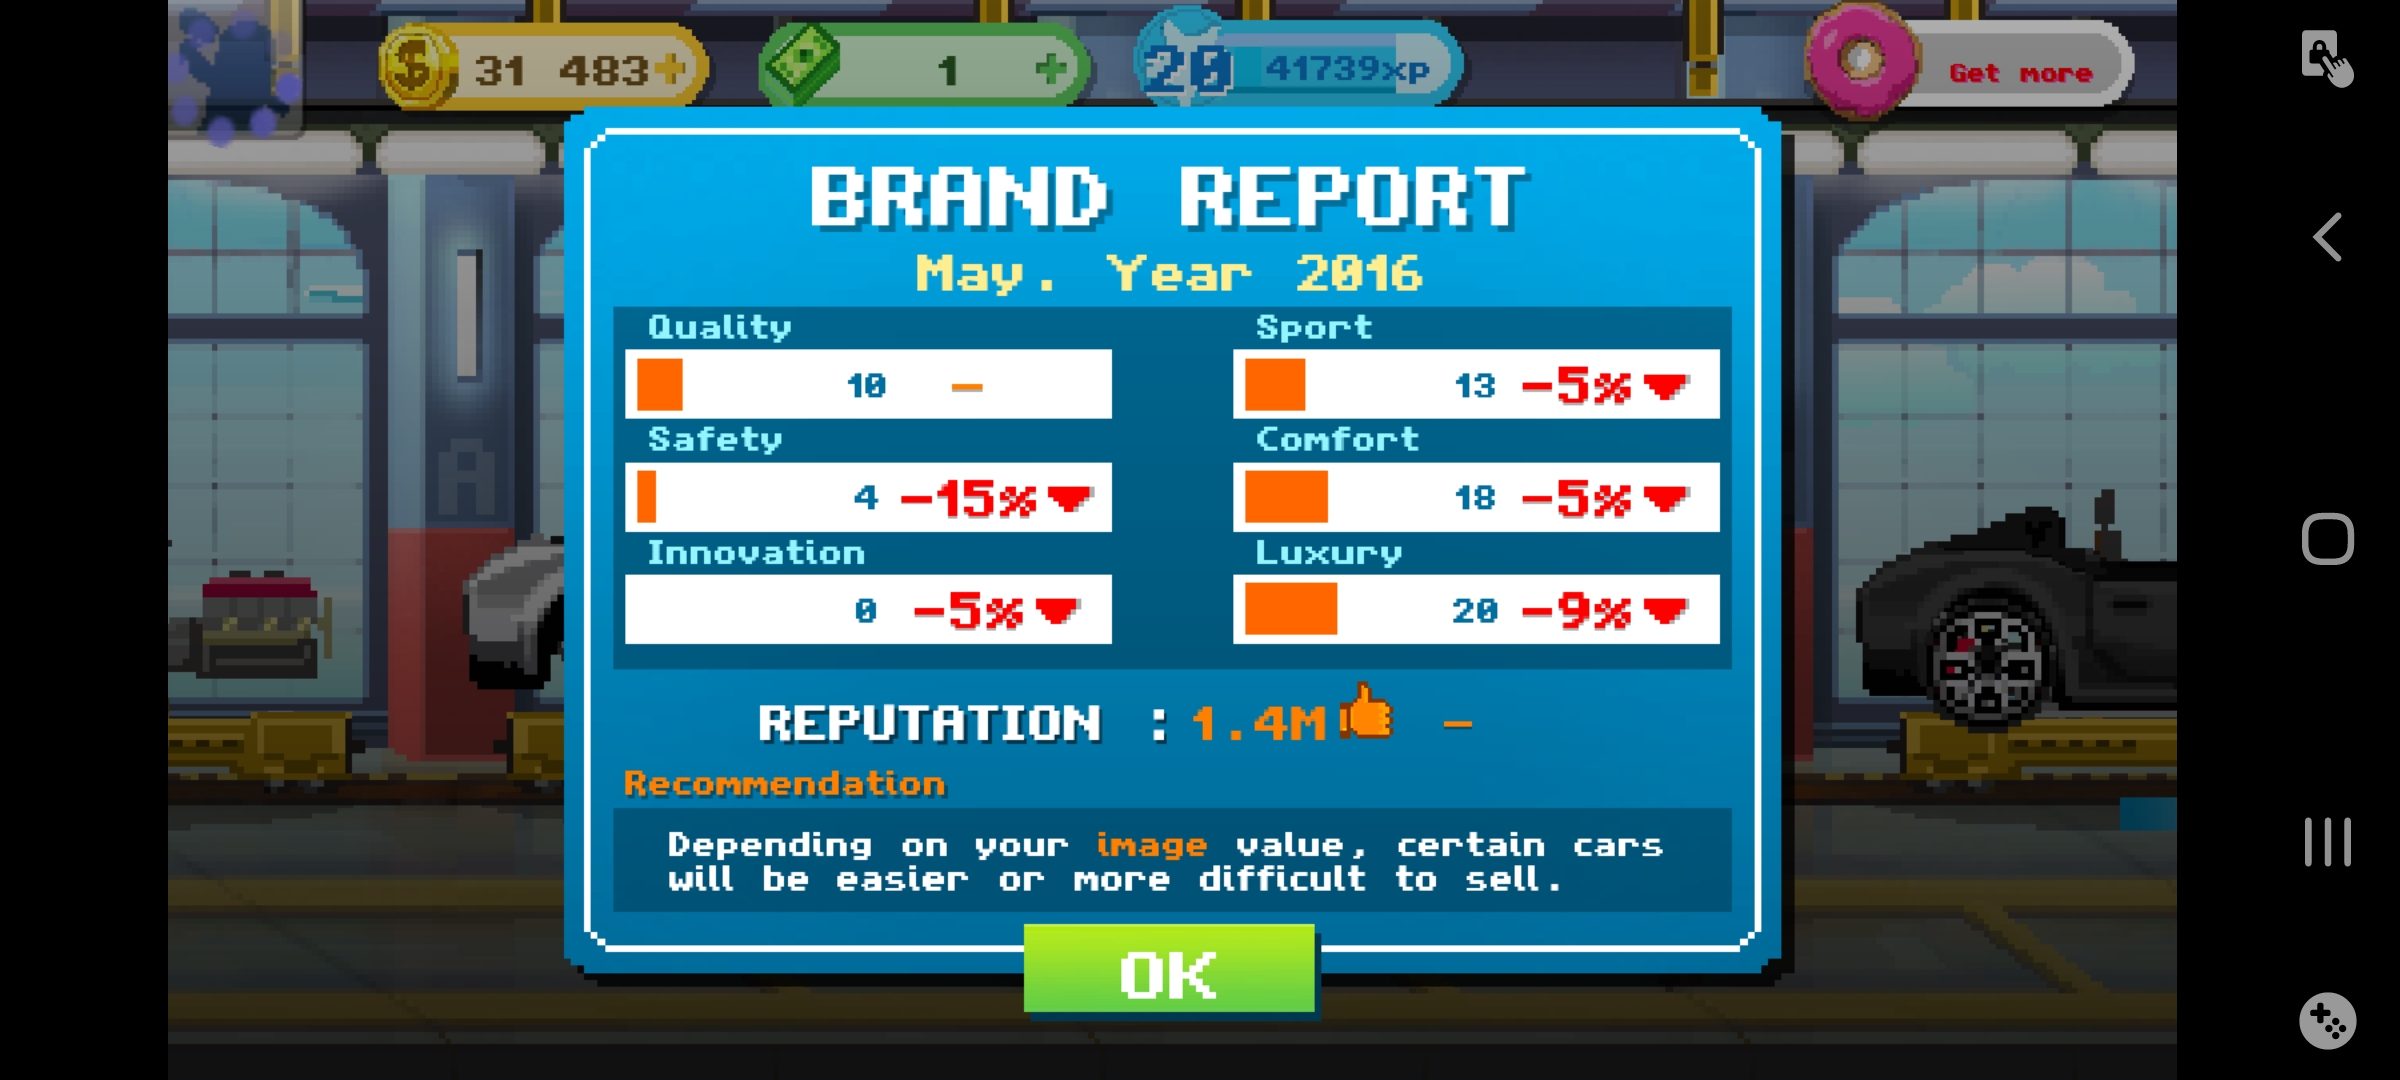 31 483+
1 +
20 41739xp
Get more
BRAND REPORT
May. Year 2016
Quality
10 –
Sport
13 -5%
Safety
4 -15%
Comfort
18 -5%
Innovation
0 -5%
Luxury
20 -9%
REPUTATION : 1.4M –
Recommendation
Depending on your image value, certain cars
will be easier or more difficult to sell.
OK
A